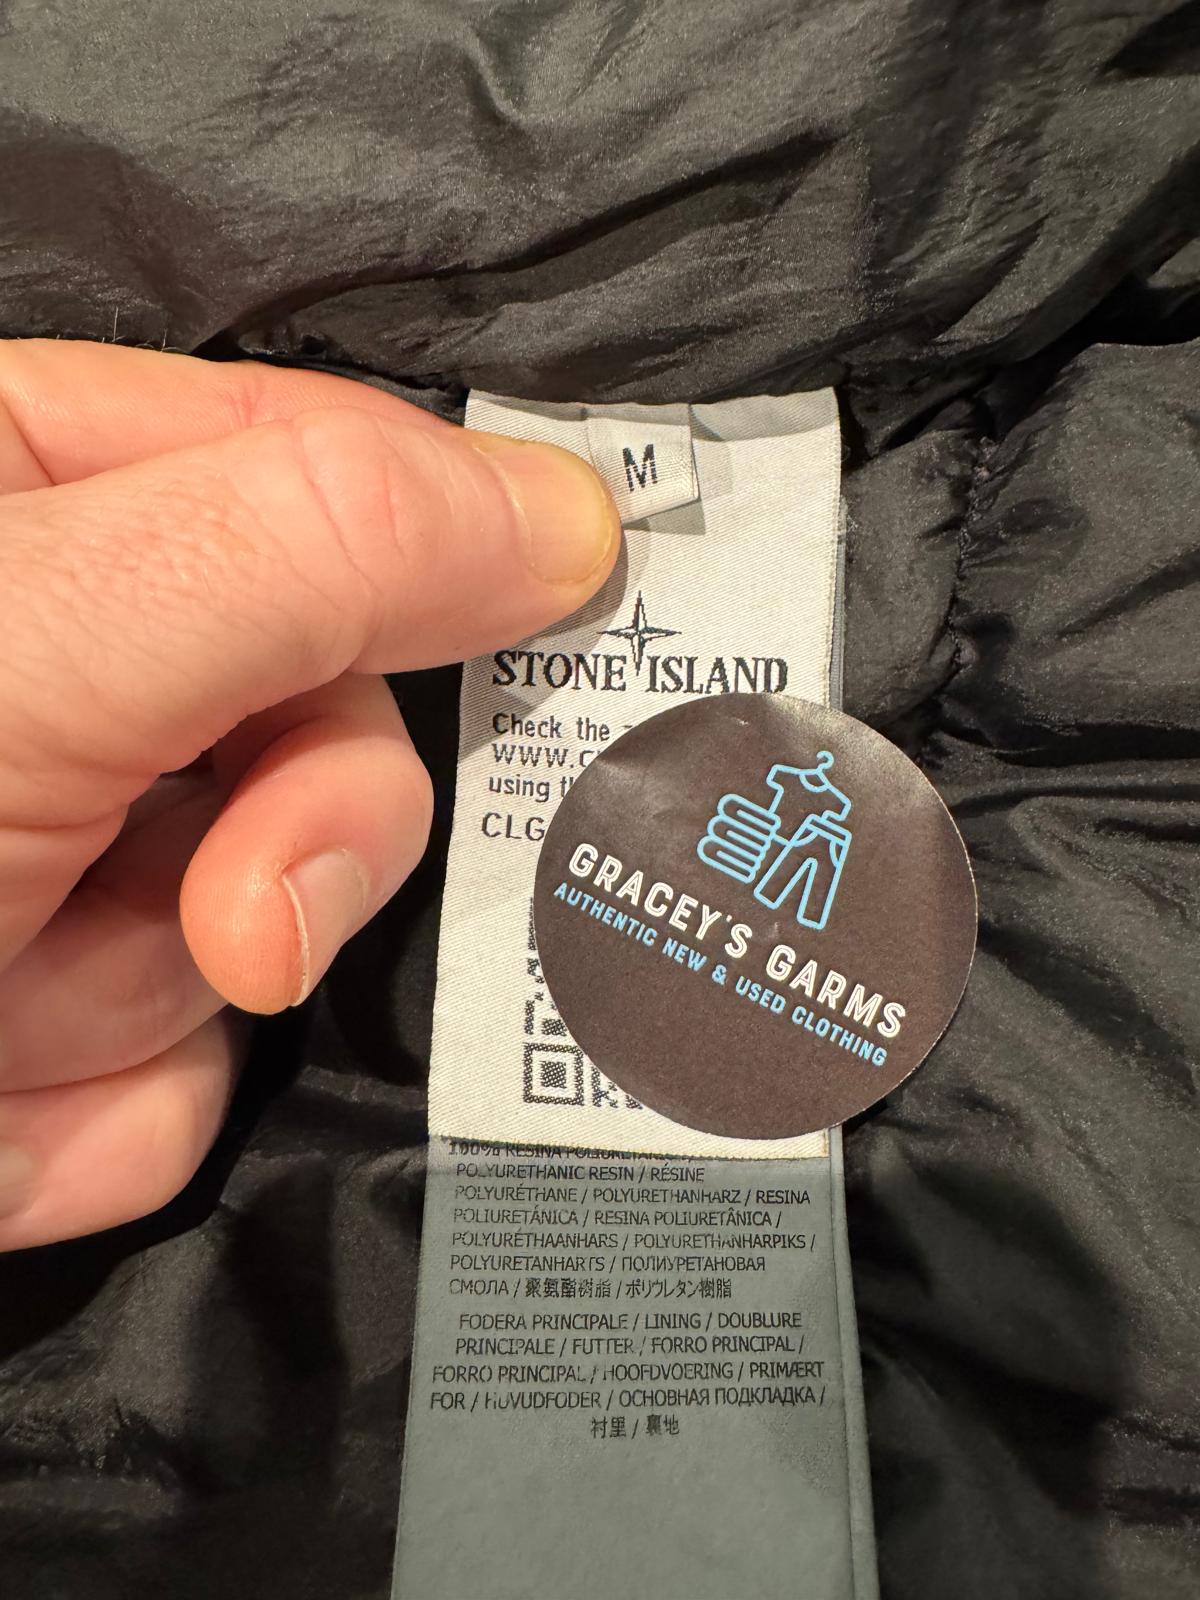 M
STONE ISLAND
Check the
WWW.C
using th
CLG
GRACEY'S GARMS
AUTHENTIC NEW & USED CLOTHING
100% RESINA
POLYURETHANIC RESIN / RÉSINE
POLYURÉTHANE / POLYURETHANHARZ / RESINA
POLIURETÁNICA / RESINA POLIURETÂNICA /
POLYURÉTHAANHARS / POLYURETHANHARPIKS /
POLYURETANHARTS / ПОЛИУРЕТАНОВАЯ
СМОЛА / 聚氨酯树脂 / ポリウレタン樹脂
FODERA PRINCIPALE / LINING / DOUBLURE
PRINCIPALE / FUTTER / FORRO PRINCIPAL /
FORRO PRINCIPAL / HOOFDVOERING / PRIMÆRT
FOR / HUVUDFODER / ОСНОВНАЯ ПОДКЛАДКА /
衬里 / 裏地